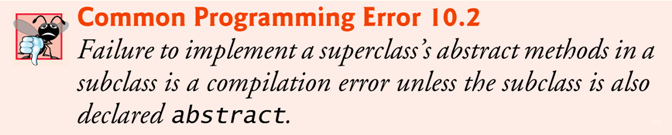 Common Programming Error 10.2
Failure to implement a superclass’s abstract methods in a
subclass is a compilation error unless the subclass is also
declared abstract.